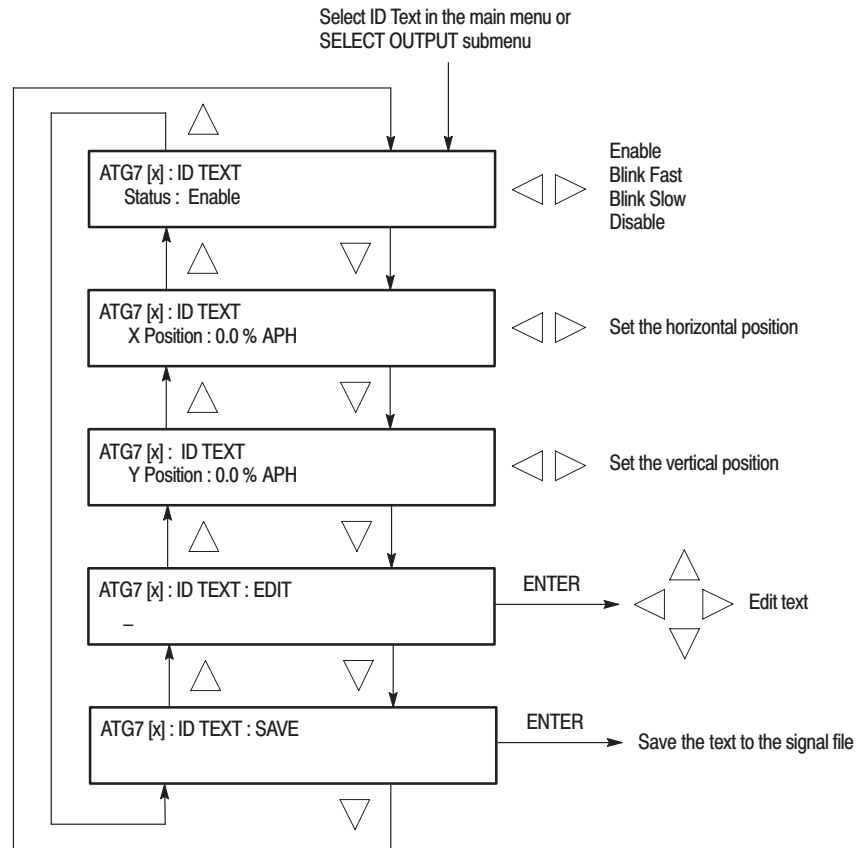 Select ID Text in the main menu or
SELECT OUTPUT submenu
ATG7 [x] : ID TEXT
Status : Enable
Enable
Blink Fast
Blink Slow
Disable
ATG7 [x] : ID TEXT
X Position : 0.0 % APH
Set the horizontal position
ATG7 [x] : ID TEXT
Y Position : 0.0 % APH
Set the vertical position
ATG7 [x] : ID TEXT : EDIT
_
ENTER
Edit text
ATG7 [x] : ID TEXT : SAVE
ENTER
Save the text to the signal file